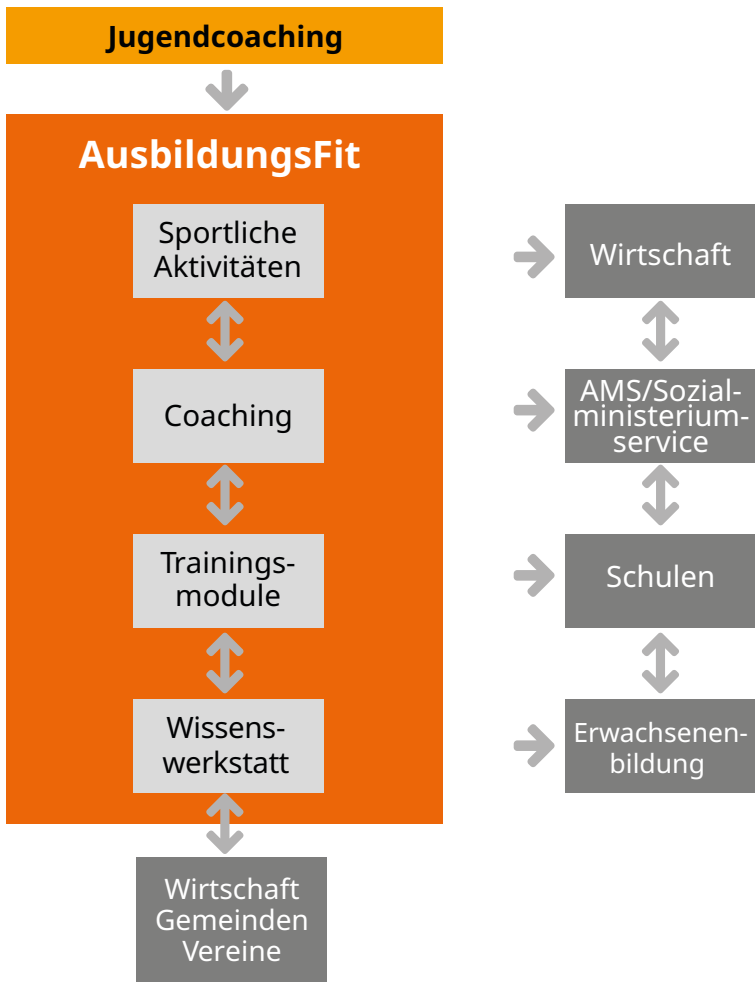 Jugendcoaching
AusbildungsFit
Sportliche
Aktivitäten
Wirtschaft
Coaching
AMS/Sozial-
ministerium-
service
Trainings-
module
Schulen
Wissens-
werkstatt
Erwachsenen-
bildung
Wirtschaft
Gemeinden
Vereine